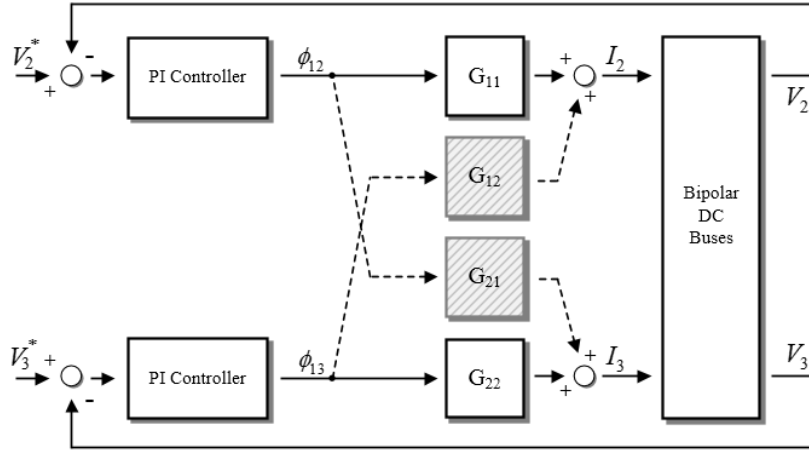 V₂*
+
-
PI Controller
ϕ₁₂
G₁₁
+
+
I₂
V₂
G₁₂
Bipolar
DC
Buses
G₂₁
V₃*
+
-
PI Controller
ϕ₁₃
G₂₂
+
+
I₃
V₃